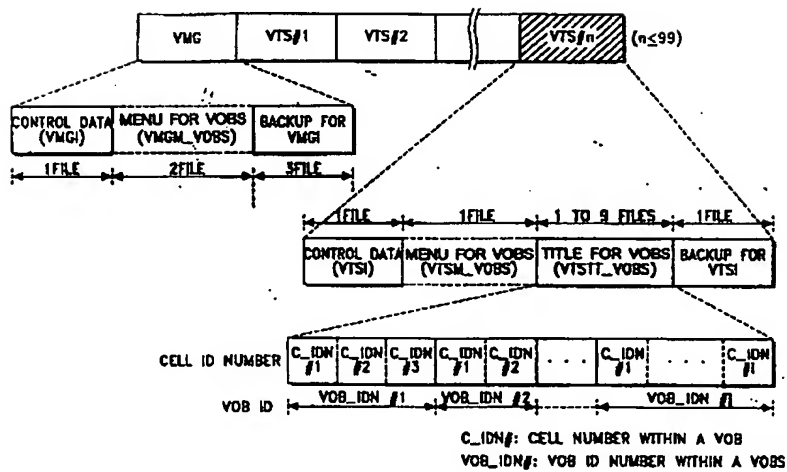 VMG VTS#1 VTS#2 VTS#n (n≤99)
CONTROL DATA (VMGI) MENU FOR VOBS (VMGM_VOBS) BACKUP FOR VMGI
1FILE 2FILE 3FILE
1FILE 1FILE 1 TO 9 FILES 1FILE
CONTROL DATA (VTSI) MENU FOR VOBS (VTSM_VOBS) TITLE FOR VOBS (VTSTT_VOBS) BACKUP FOR VTSI
CELL ID NUMBER C_IDN #1 C_IDN #2 C_IDN #3 C_IDN #1 C_IDN #2 . . . C_IDN #1 . . . C_IDN #i
VOB ID VOB_IDN #1 VOB_IDN #2 VOB_IDN #i
C_IDN#: CELL NUMBER WITHIN A VOB
VOB_IDN#: VOB ID NUMBER WITHIN A VOBS